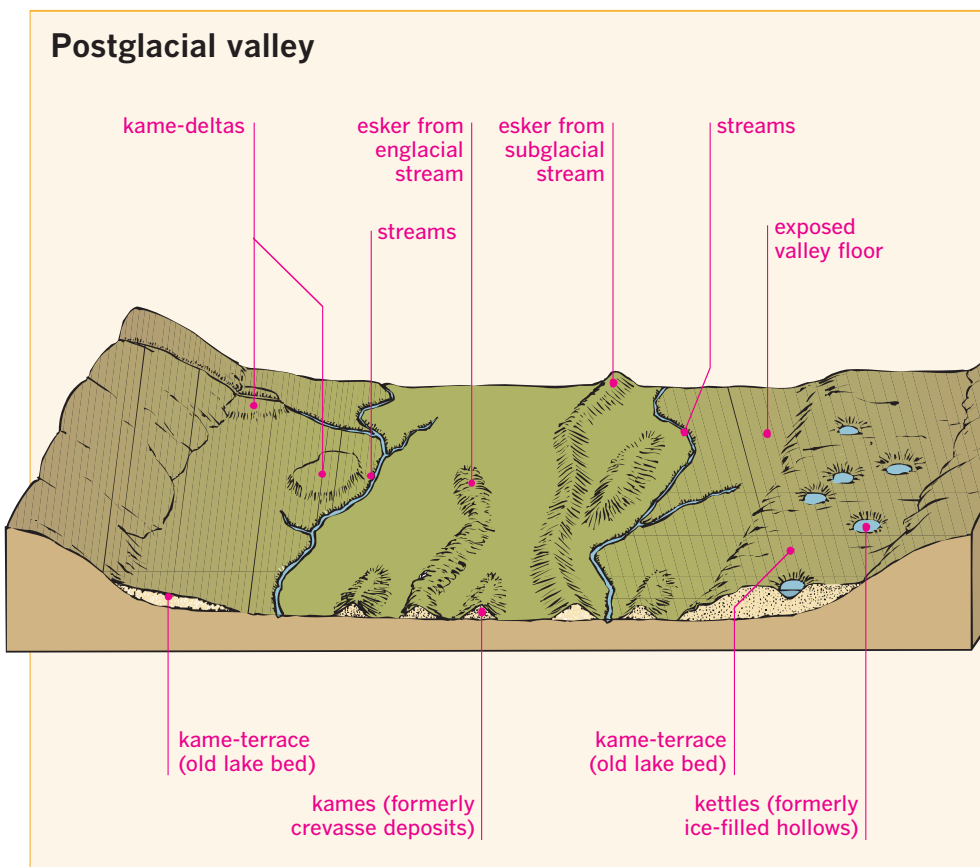 Postglacial valley
kame-deltas
esker from
englacial
stream
esker from
subglacial
stream
streams
streams
exposed
valley floor
kame-terrace
(old lake bed)
kames (formerly
crevasse deposits)
kame-terrace
(old lake bed)
kettles (formerly
ice-filled hollows)